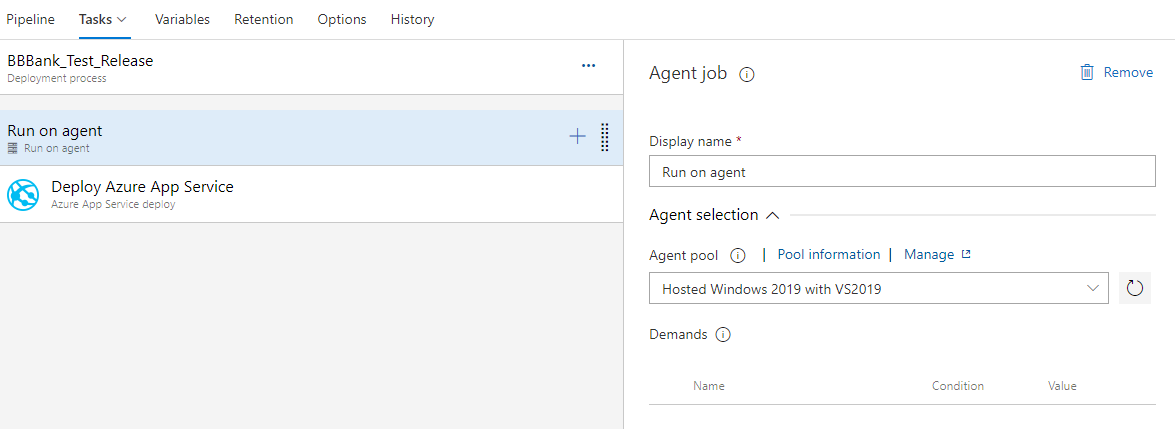 Pipeline Tasks Variables Retention Options History
BBBank_Test_Release
Deployment process
Run on agent
Run on agent
Deploy Azure App Service
Azure App Service deploy
Agent job
Remove
Display name *
Run on agent
Agent selection
Agent pool | Pool information | Manage
Hosted Windows 2019 with VS2019
Demands
Name Condition Value